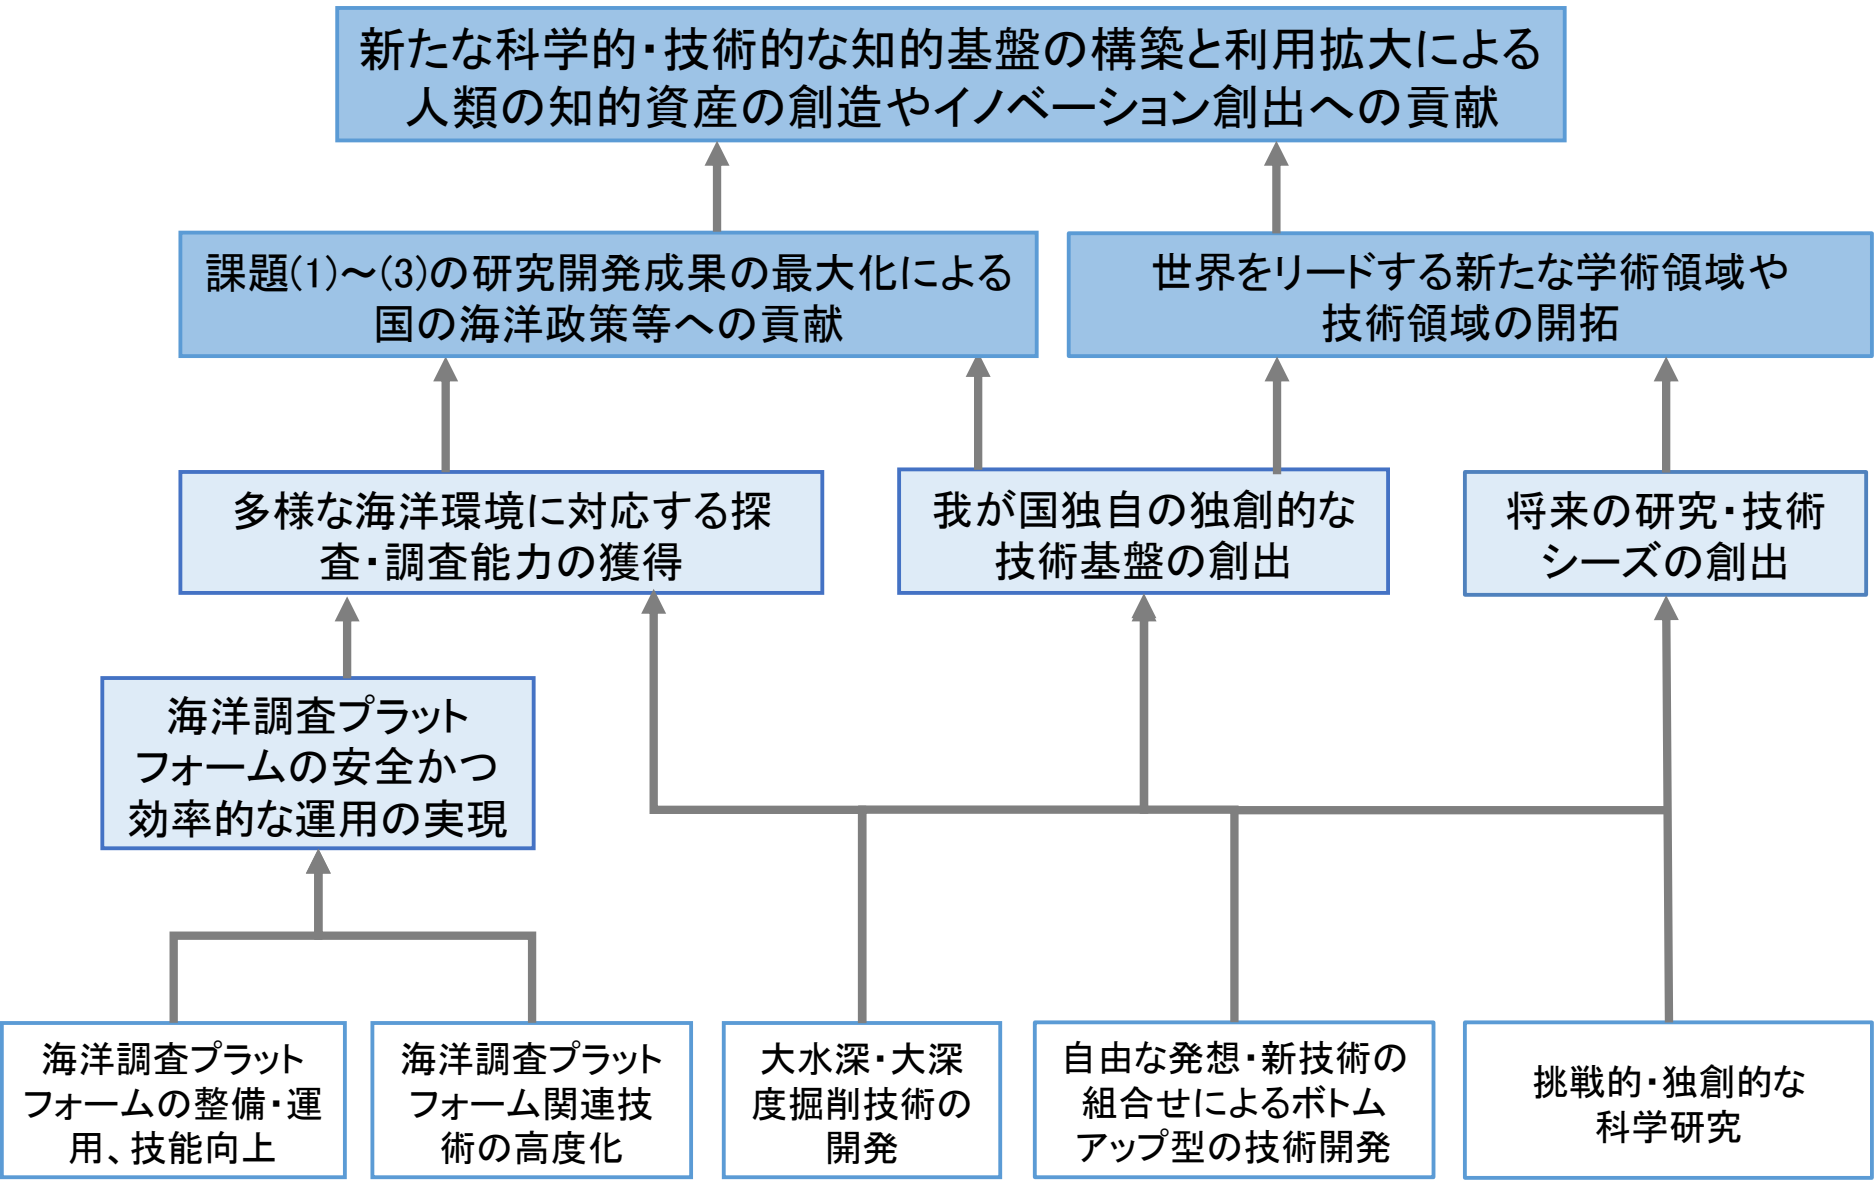 新たな科学的・技術的な知的基盤の構築と利用拡大による
人類の知的資産の創造やイノベーション創出への貢献
課題(1)～(3)の研究開発成果の最大化による
国の海洋政策等への貢献
世界をリードする新たな学術領域や
技術領域の開拓
多様な海洋環境に対応する探
査・調査能力の獲得
我が国独自の独創的な
技術基盤の創出
将来の研究・技術
シーズの創出
海洋調査プラット
フォームの安全かつ
効率的な運用の実現
海洋調査プラット
フォームの整備・運
用、技能向上
海洋調査プラット
フォーム関連技
術の高度化
大水深・大深
度掘削技術の
開発
自由な発想・新技術の
組合せによるボトム
アップ型の技術開発
挑戦的・独創的な
科学研究